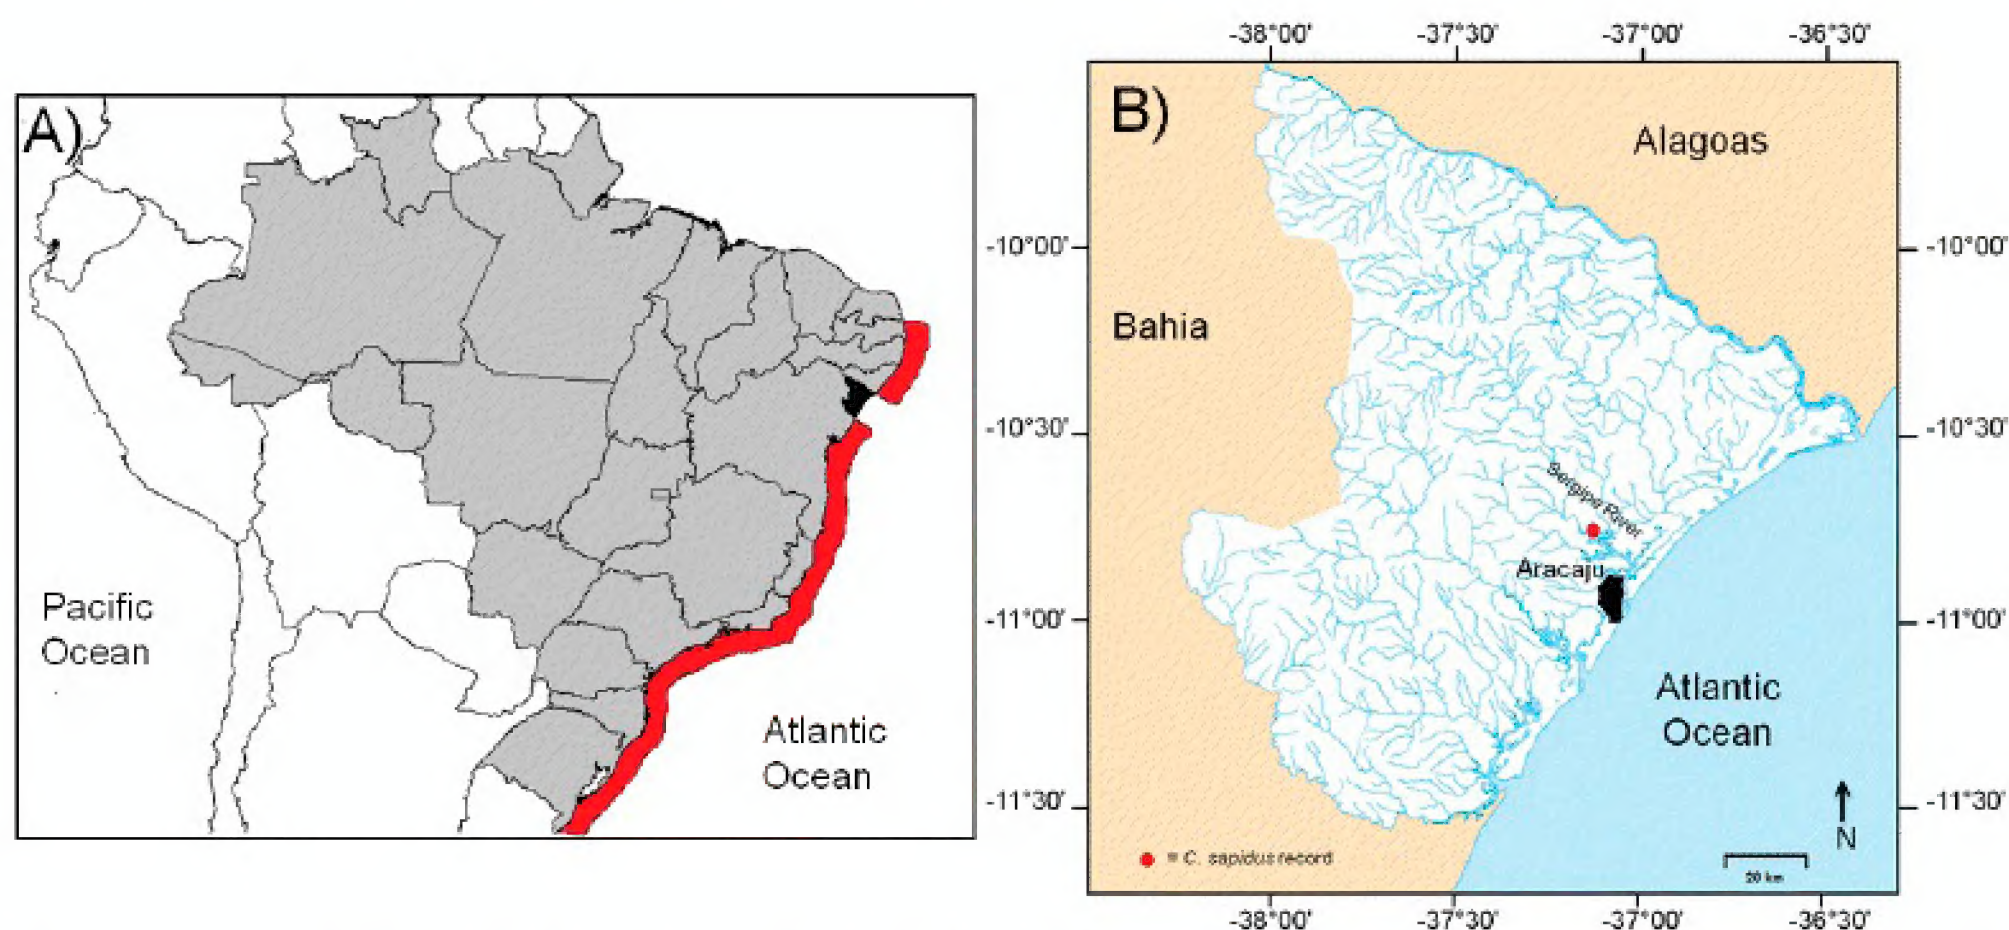 A)
Pacific
Ocean
Atlantic
Ocean
-38°00'
-37°30'
-37°00'
-36°30'
B)
Alagoas
-10°00'
-10°00'
Bahia
-10°30'
-10°30'
Sergipe River
Aracaju
-11°00'
-11°00'
Atlantic
Ocean
-11°30'
-11°30'
N
= C. sapidus record
20 km
-38°00'
-37°30'
-37°00'
-36°30'